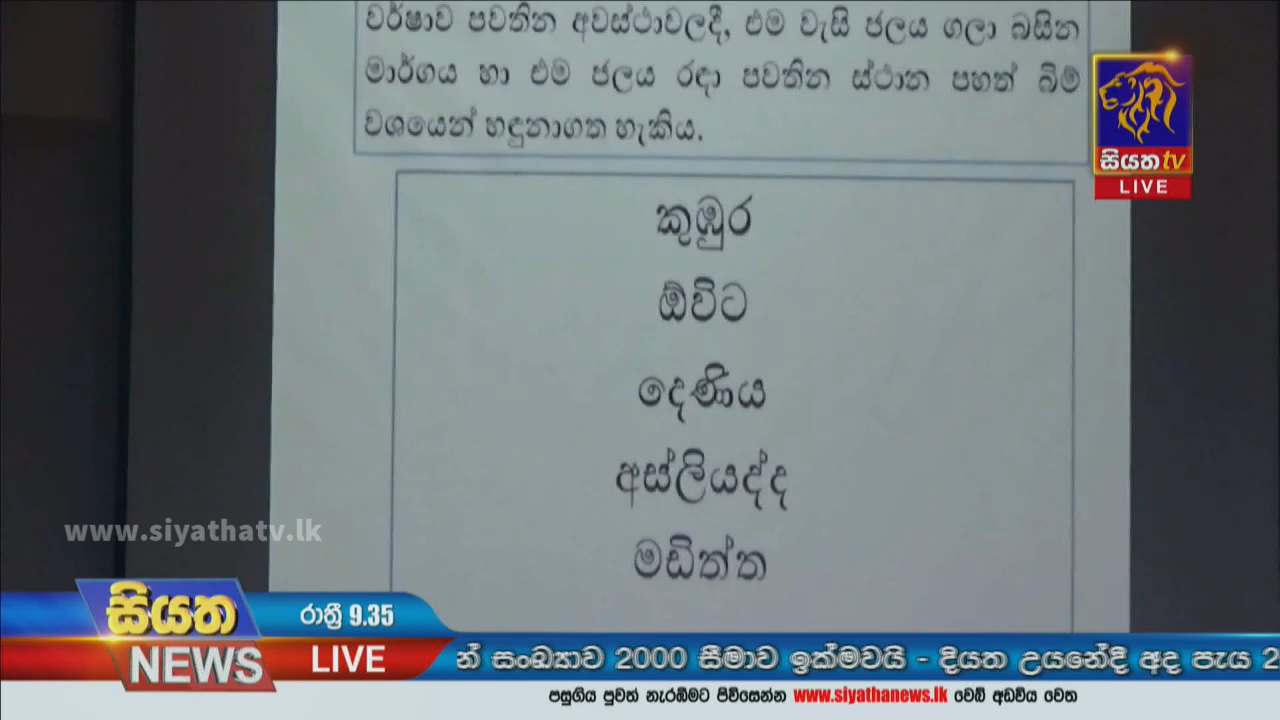 වර්ෂාව පවතින අවස්ථාවලදී, එම වැසි ජලය ගලා බසින
මාර්ගය හා එම ජලය රඳා පවතින ස්ථාන පහත් බිම්
වශයෙන් හඳුනාගත හැකිය.
සියත tv
LIVE
කුඹුර
ඕවිට
දෙණිය
අස්ලියද්ද
මඩිත්ත
www.siyathatv.lk
සියත
NEWS
රාත්‍රී 9.35
LIVE
න් සංඛ්‍යාව 2000 සීමාව ඉක්මවයි - දියත උයනේදී අද පැය 2
පසුගිය පුවත් නැරඹීමට පිවිසෙන්න www.siyathanews.lk වෙබ් අඩවිය වෙත